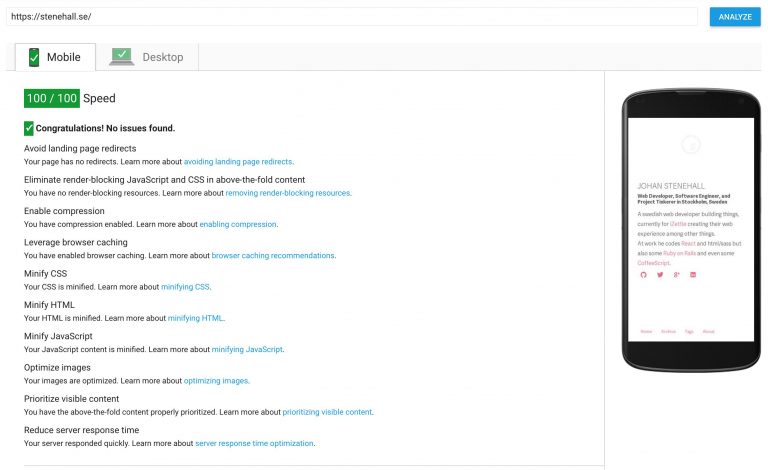 https://stenehall.se/
ANALYZE
Mobile
Desktop
100 / 100 Speed
Congratulations! No issues found.
Avoid landing page redirects
Your page has no redirects. Learn more about avoiding landing page redirects.
Eliminate render-blocking JavaScript and CSS in above-the-fold content
You have no render-blocking resources. Learn more about removing render-blocking resources.
Enable compression
You have compression enabled. Learn more about enabling compression.
Leverage browser caching
You have enabled browser caching. Learn more about browser caching recommendations.
Minify CSS
Your CSS is minified. Learn more about minifying CSS.
Minify HTML
Your HTML is minified. Learn more about minifying HTML.
Minify JavaScript
Your JavaScript content is minified. Learn more about minifying JavaScript.
Optimize images
Your images are optimized. Learn more about optimizing images.
Prioritize visible content
You have the above-the-fold content properly prioritized. Learn more about prioritizing visible content.
Reduce server response time
Your server responded quickly. Learn more about server response time optimization.
JOHAN STENEHALL
Web Developer, Software Engineer, and
Project Tinkerer in Stockholm, Sweden
A swedish web developer building things,
currently for iZettle creating their web
experience among other things.
At work he codes React and html/sass but
also some Ruby on Rails and even some
CoffeeScript.
Home Archive Tags About